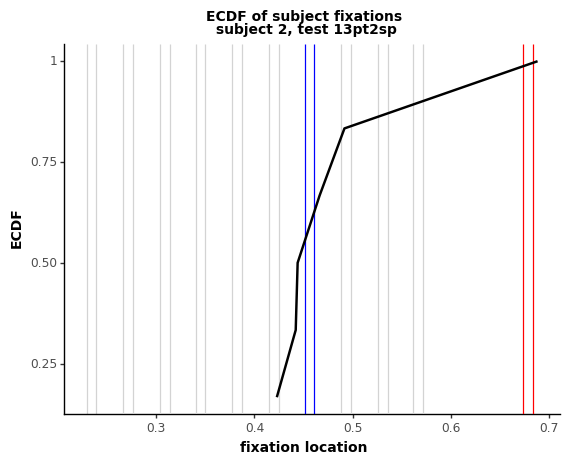 ECDF of subject fixations
subject 2, test 13pt2sp
1
0.75
0.50
0.25
ECDF
0.3 0.4 0.5 0.6 0.7
fixation location